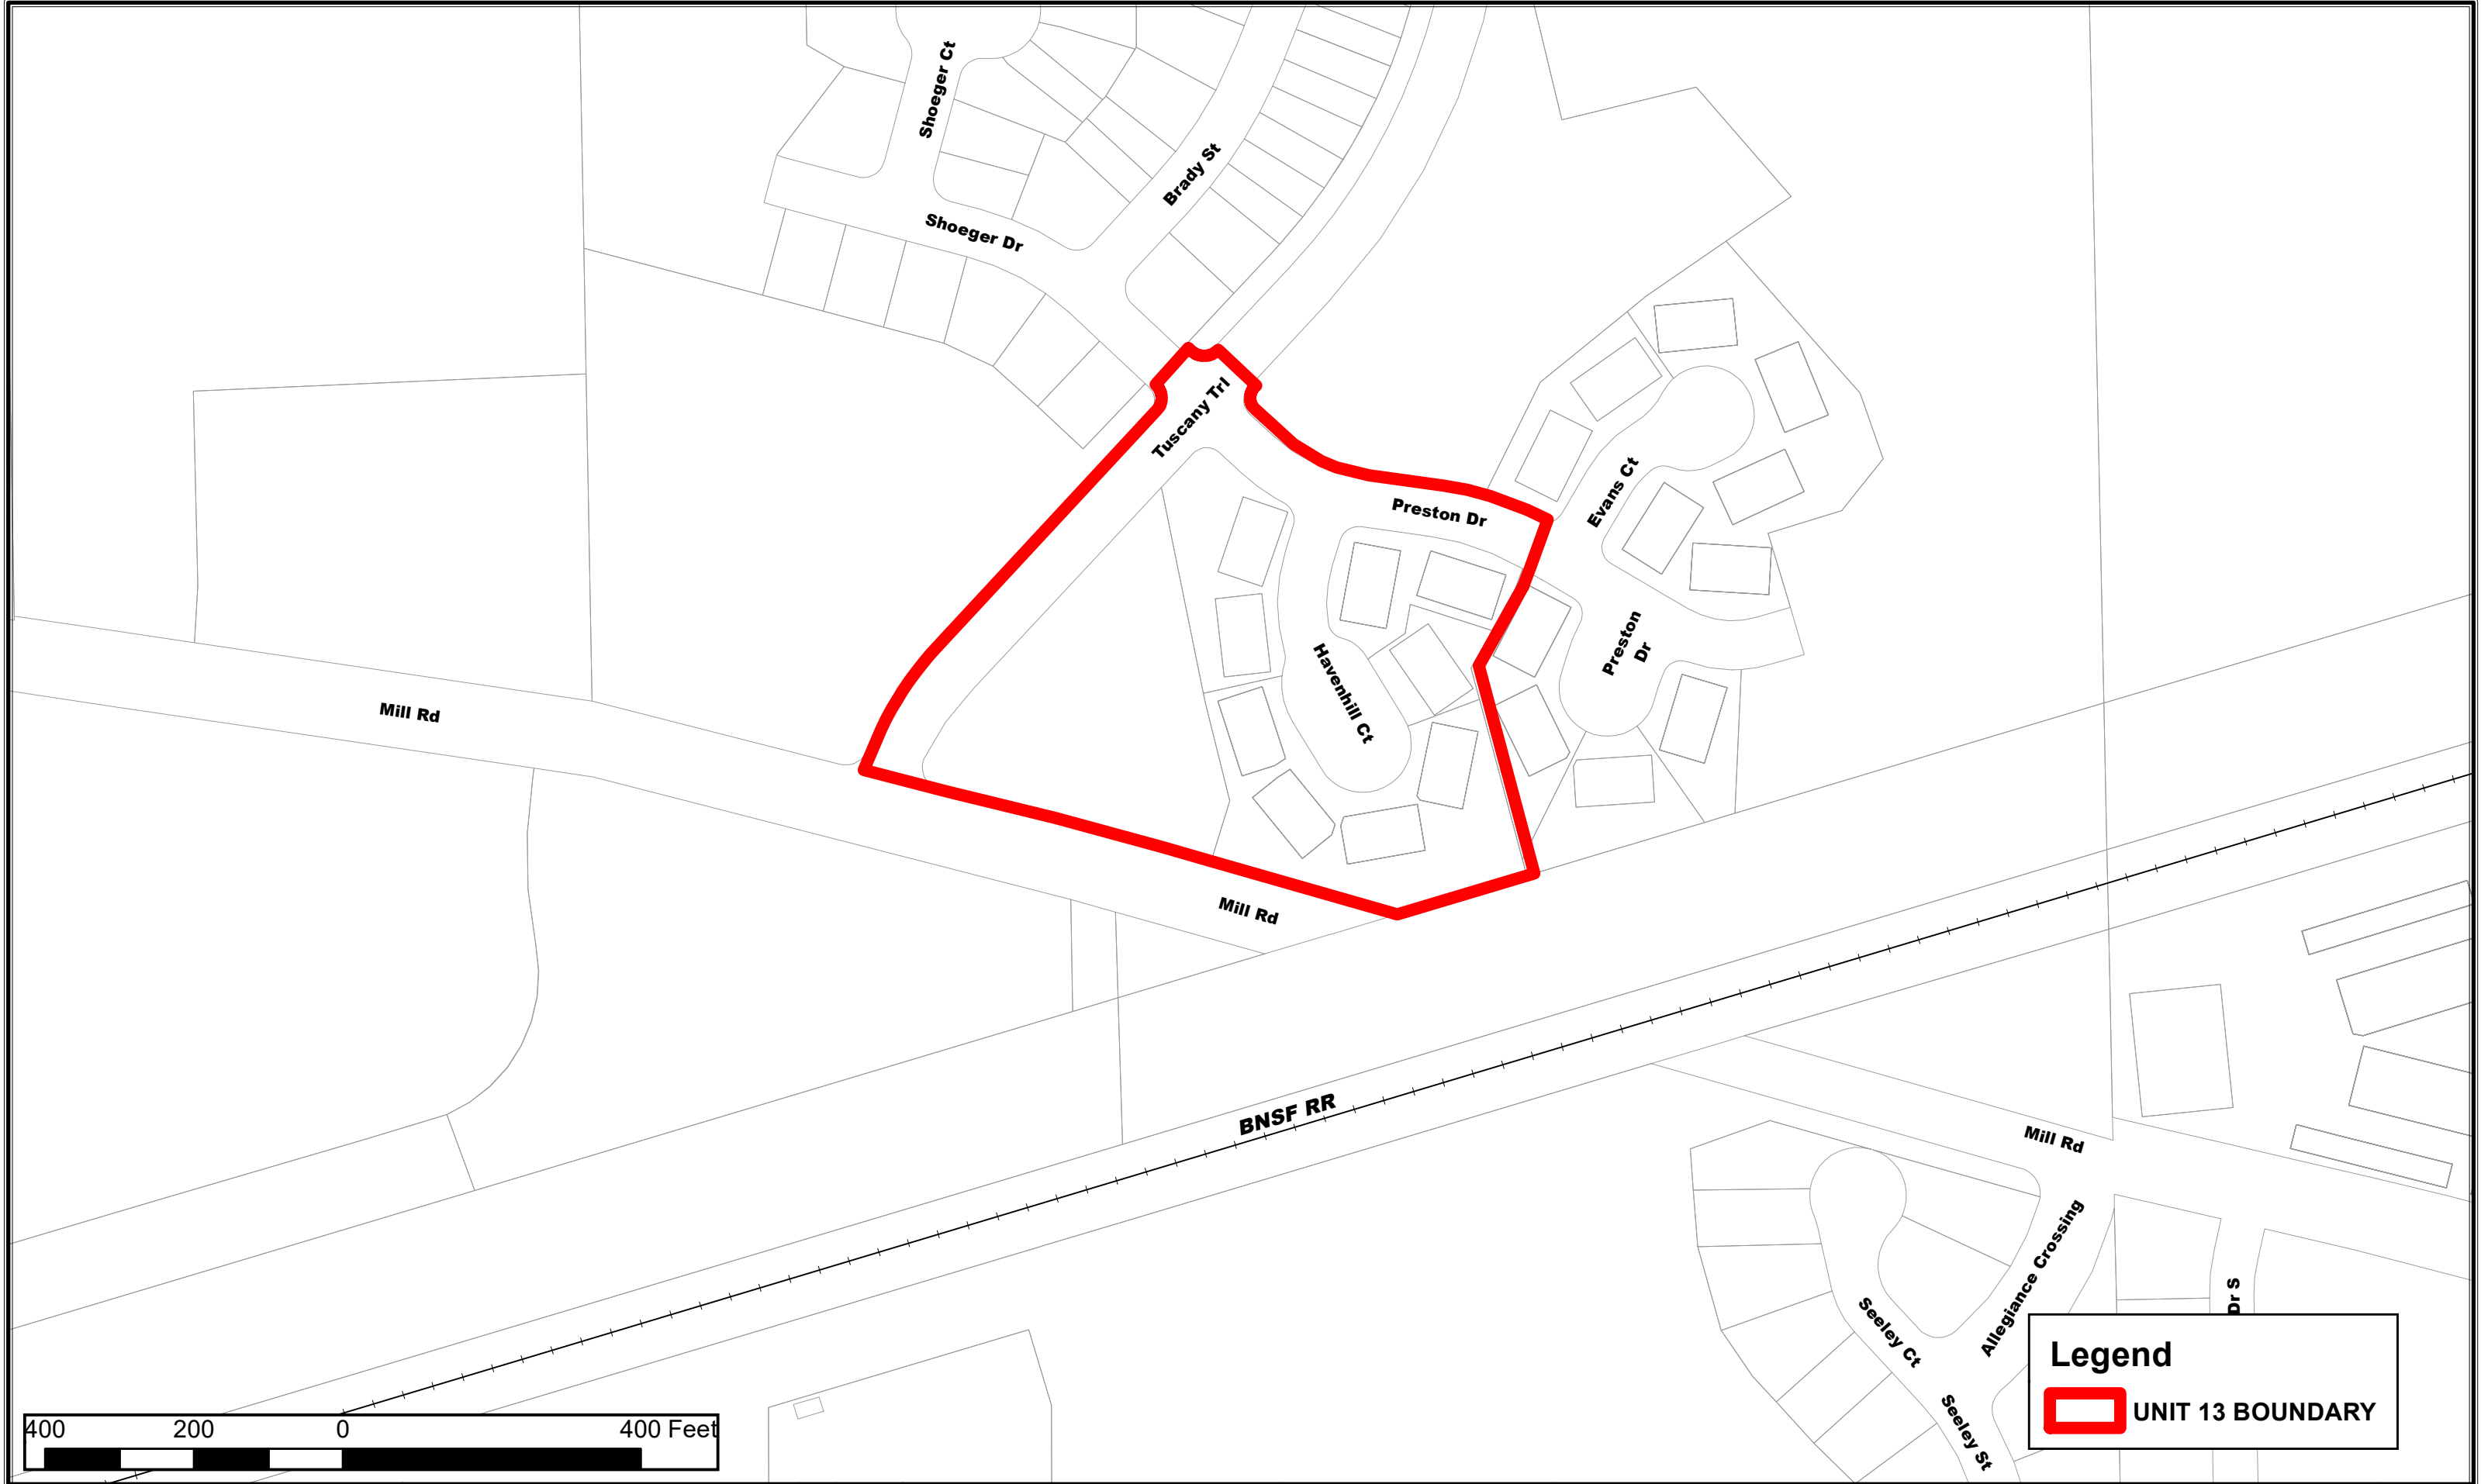 Shoeger Ct
Brady St
Shoeger Dr
Tuscany Trl
Evans Ct
Preston Dr
Preston
Dr
Havenhill Ct
Mill Rd
Mill Rd
BNSF RR
Mill Rd
Allegiance Crossing
Dr S
Seeley Ct
Seeley St
Legend
UNIT 13 BOUNDARY
400 200 0 400 Feet